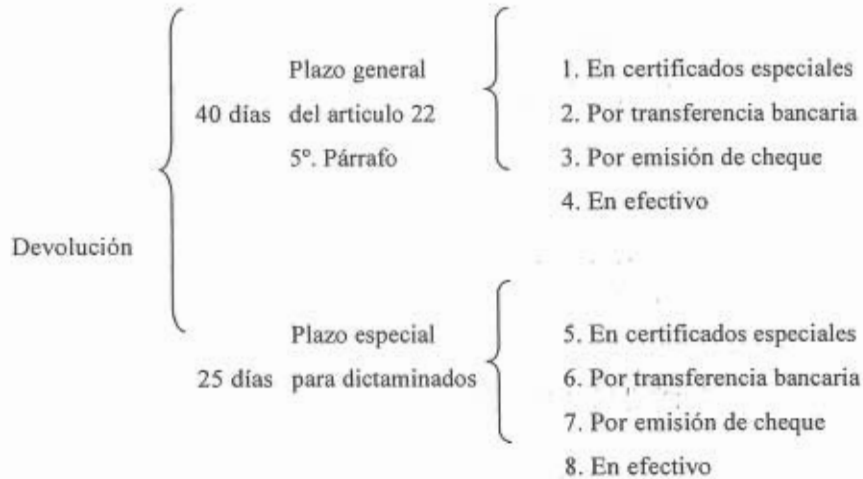 Devolución
40 días
Plazo general
del articulo 22
5º. Párrafo
1. En certificados especiales
2. Por transferencia bancaria
3. Por emisión de cheque
4. En efectivo
25 días
Plazo especial
para dictaminados
5. En certificados especiales
6. Por transferencia bancaria
7. Por emisión de cheque
8. En efectivo